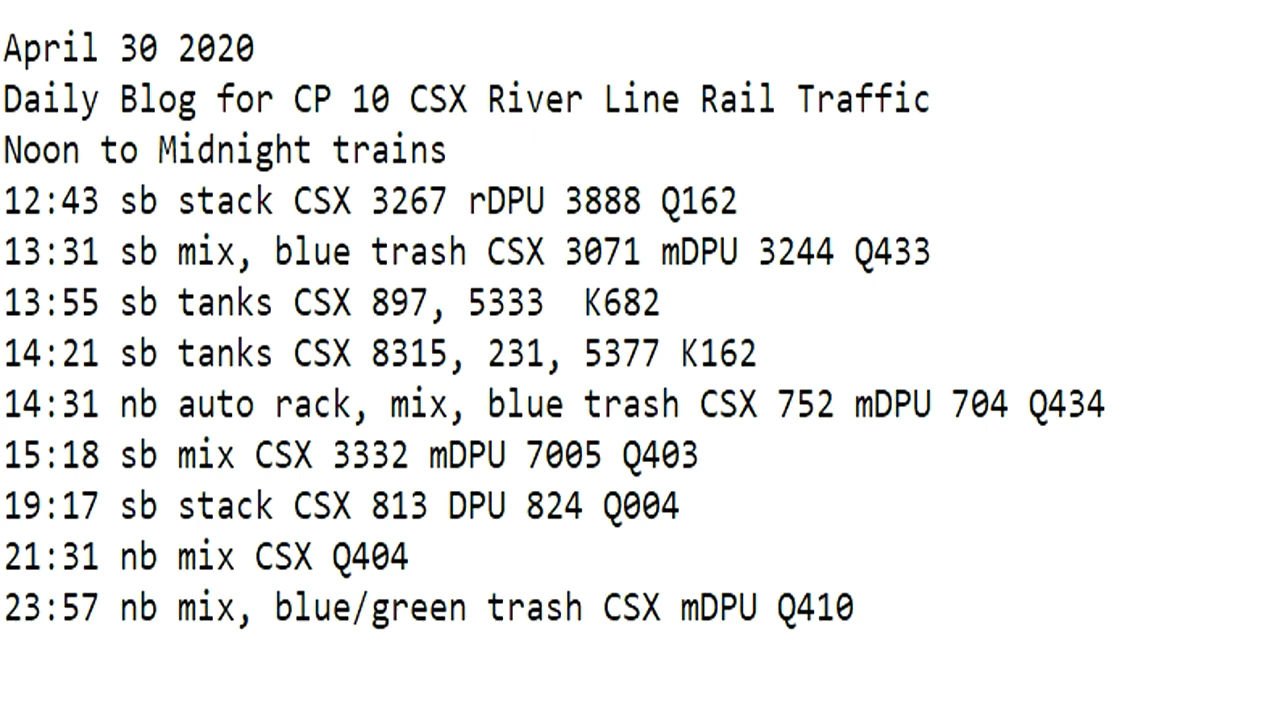 April 30 2020
Daily Blog for CP 10 CSX River Line Rail Traffic
Noon to Midnight trains
12:43 sb stack CSX 3267 rDPU 3888 Q162
13:31 sb mix, blue trash CSX 3071 mDPU 3244 Q433
13:55 sb tanks CSX 897, 5333  K682
14:21 sb tanks CSX 8315, 231, 5377 K162
14:31 nb auto rack, mix, blue trash CSX 752 mDPU 704 Q434
15:18 sb mix CSX 3332 mDPU 7005 Q403
19:17 sb stack CSX 813 DPU 824 Q004
21:31 nb mix CSX Q404
23:57 nb mix, blue/green trash CSX mDPU Q410